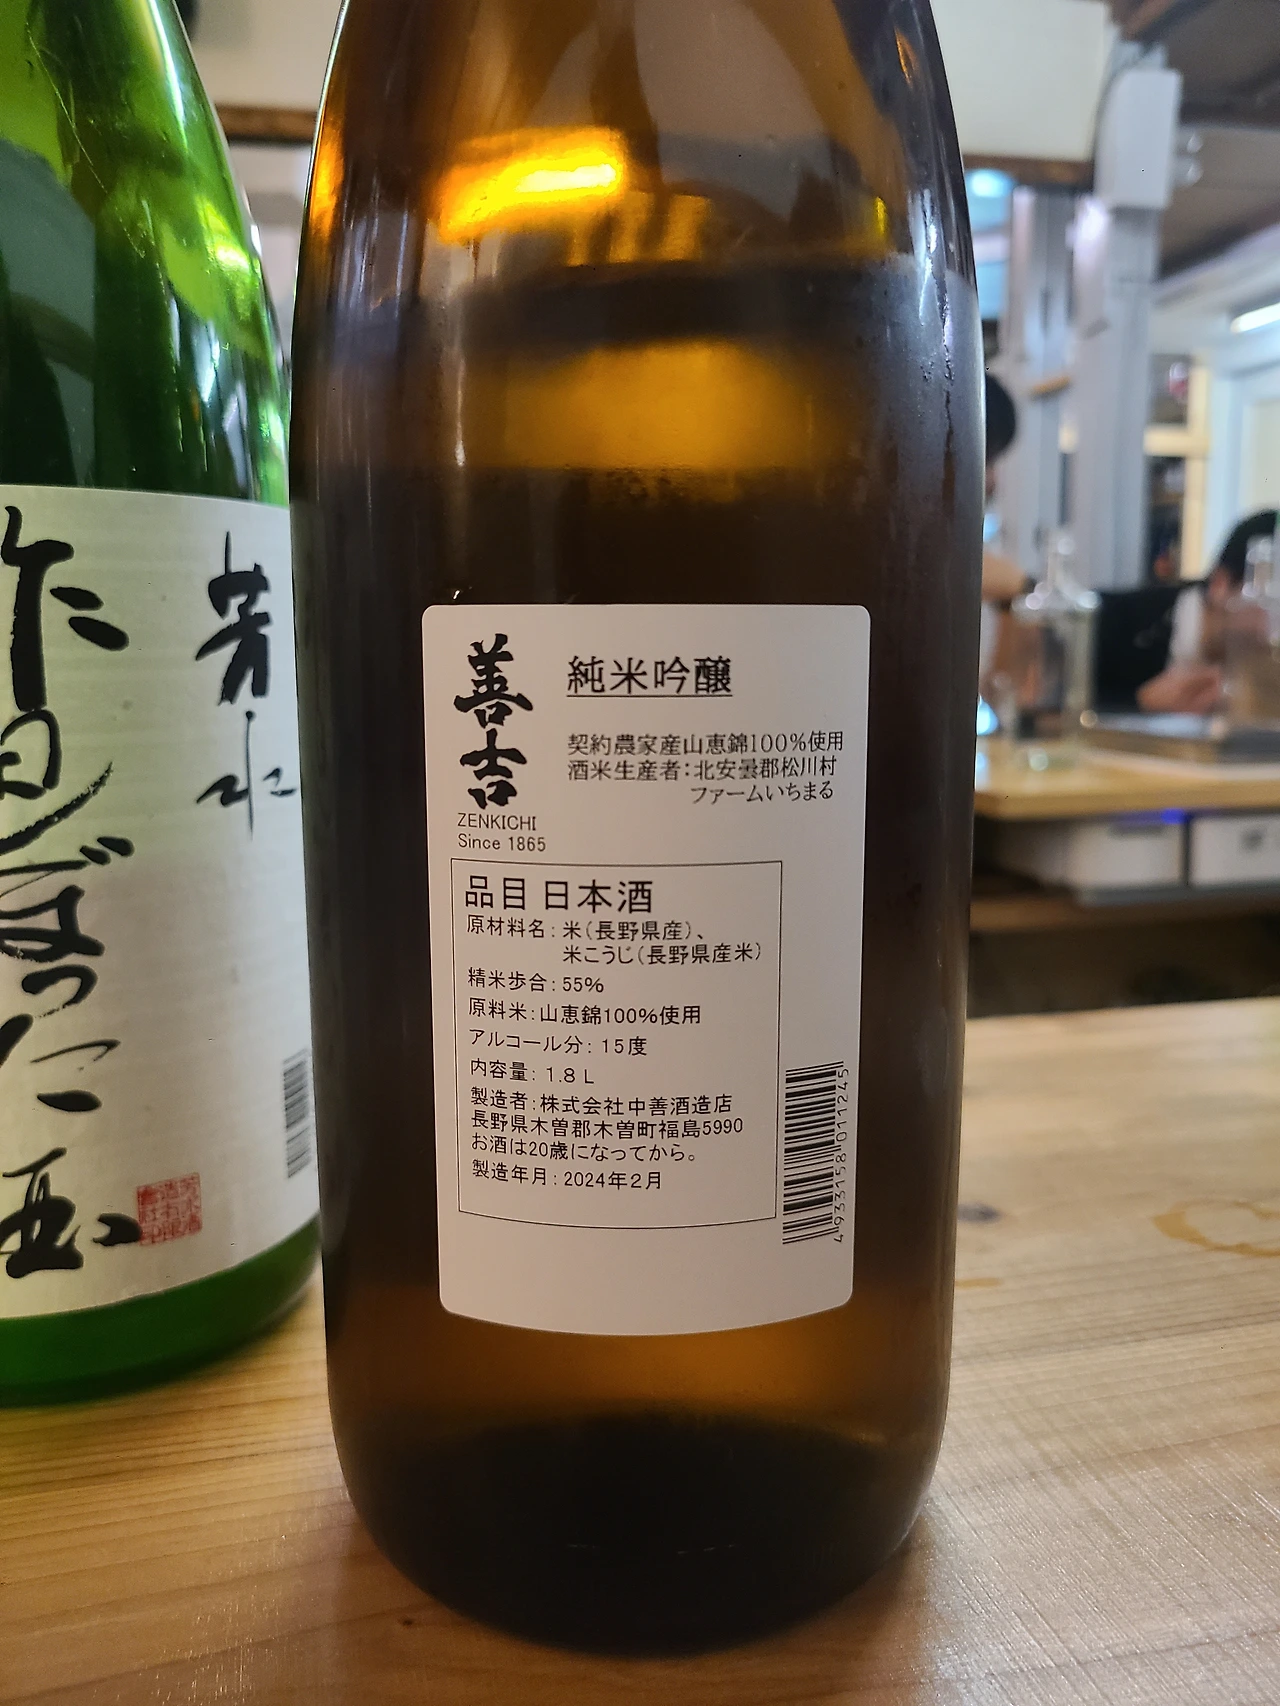 芳水
善吉
ZENKICHI
Since 1865
純米吟醸
契約農家産山恵錦100%使用
酒米生産者:北安曇郡松川村
ファームいちまる
品目 日本酒
原材料名:米(長野県産)、
米こうじ(長野県産米)
精米歩合:55%
原料米:山恵錦100%使用
アルコール分:15度
内容量:1.8L
製造者:株式会社中善酒造店
長野県木曽郡木曽町福島5990
お酒は20歳になってから。
製造年月:2024年2月
4933158011245